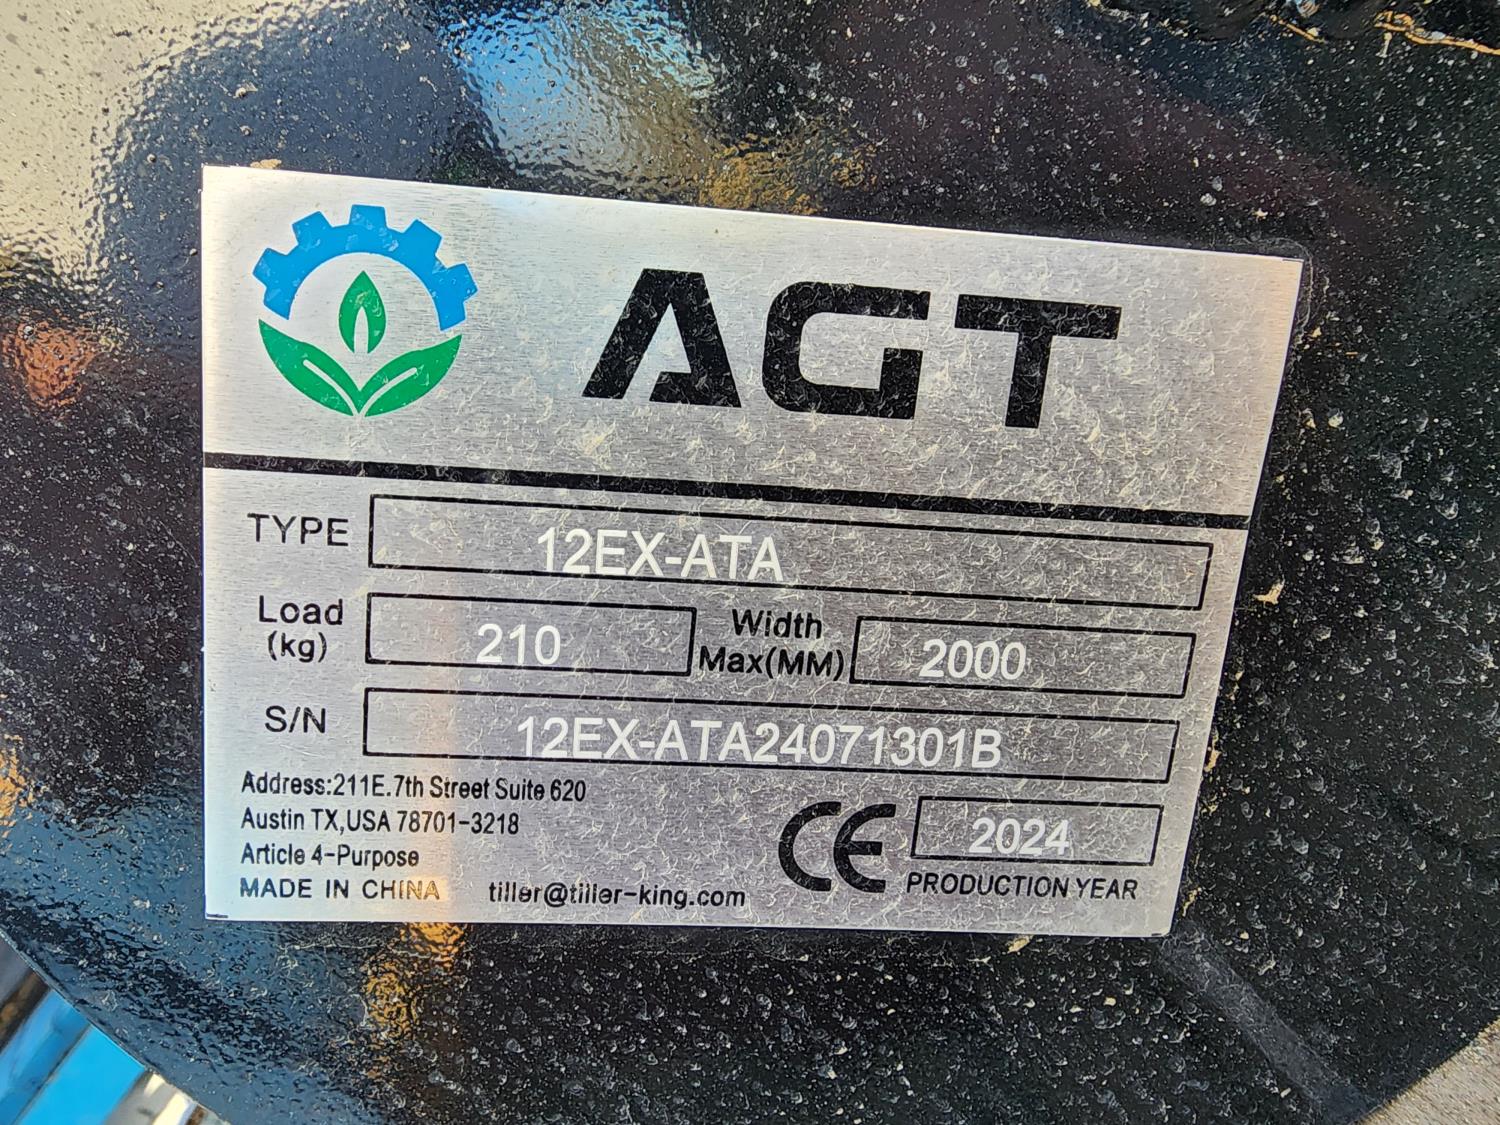 AGT
TYPE 12EX-ATA
Load (kg) 210 Width Max(MM) 2000
S/N 12EX-ATA24071301B
Address:211E.7th Street Suite 620
Austin TX,USA 78701-3218
Article 4-Purpose
MADE IN CHINA tiller@tiller-king.com
CE 2024
PRODUCTION YEAR